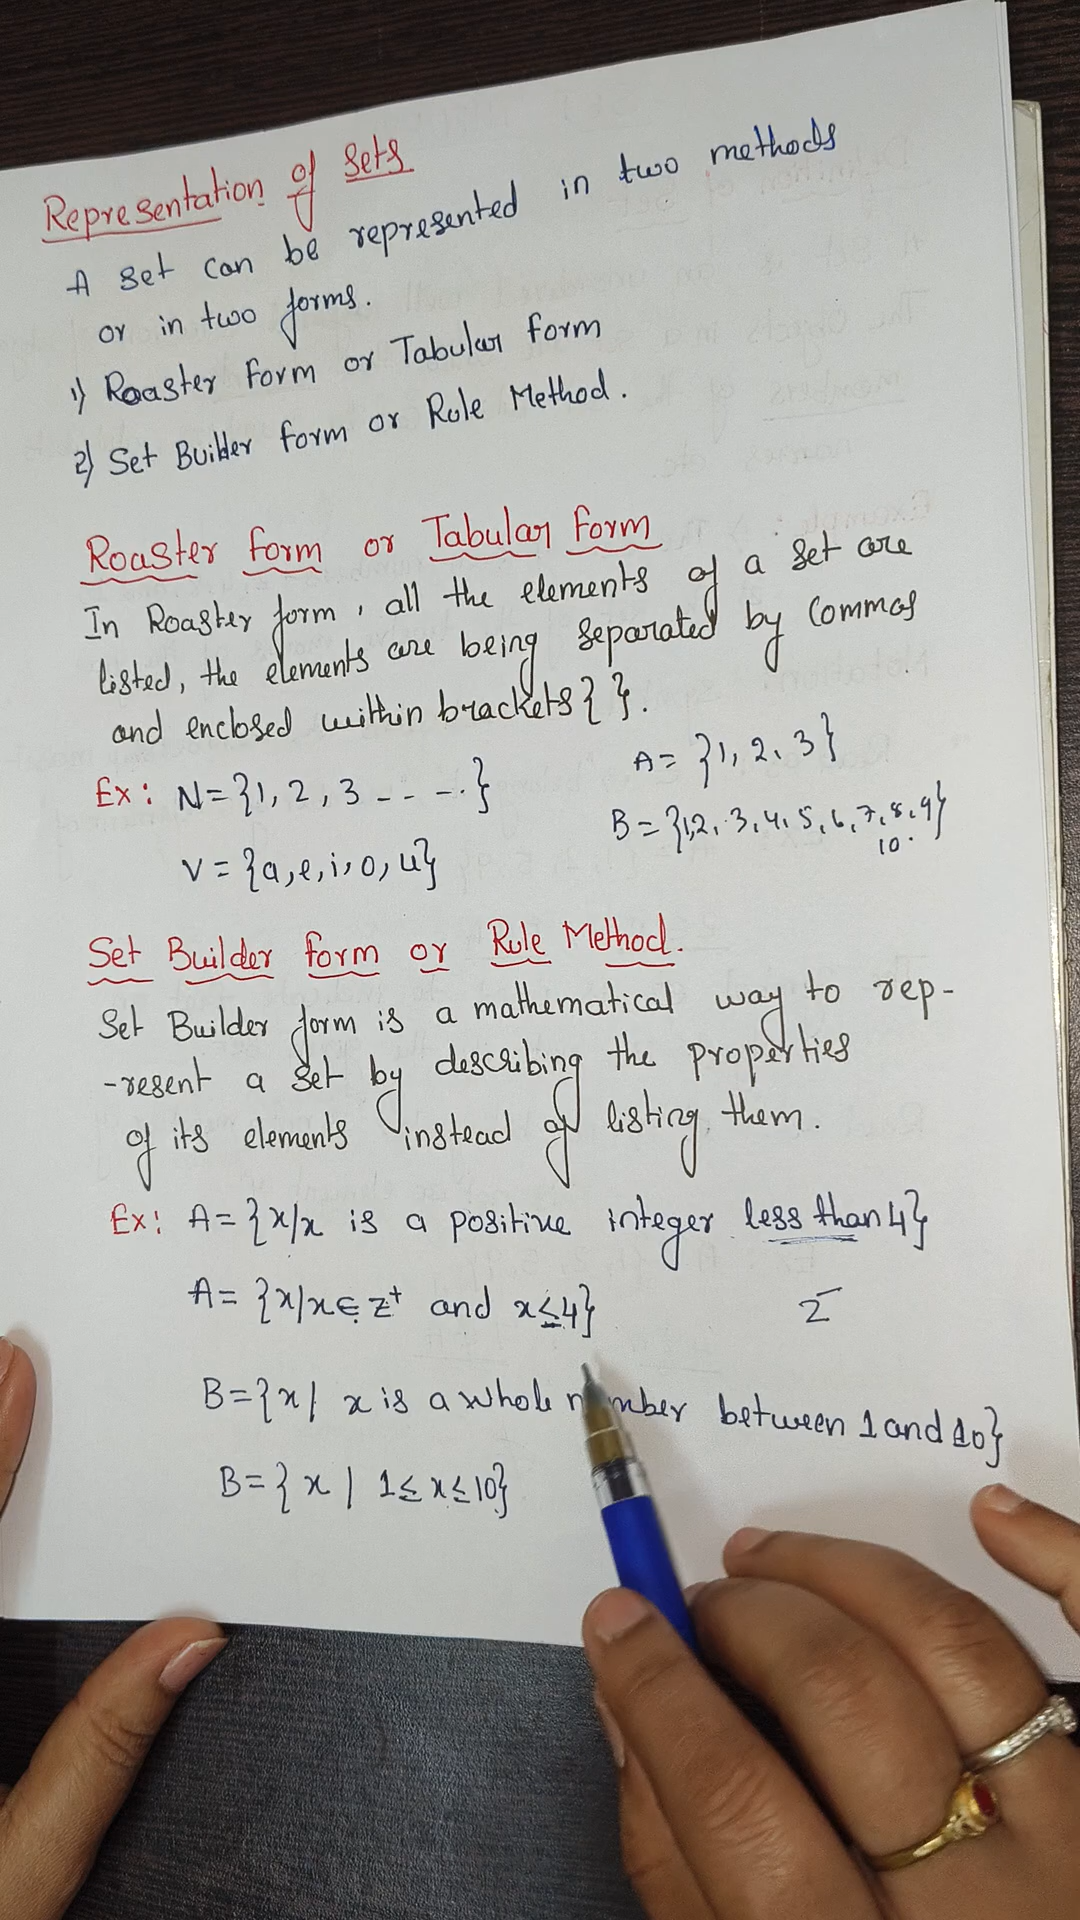 Representation of Sets
A Set can be represented in two methods
or in two forms.
1) Roaster Form or Tabular Form
2) Set Builder Form or Rule Method.
Roaster Form or Tabular Form
In Roaster form, all the elements of a Set are
listed, the elements are being Separated by Commas
and enclosed within brackets { }.
Ex: N = {1, 2, 3 - - - . }
A = {1, 2, 3}
B = {1,2, 3, 4, 5, 6, 7, 8, 9}
10.
V = {a, e, i, o, u}
Set Builder Form or Rule Method.
Set Builder form is a mathematical way to rep-
-resent a Set by describing the properties
of its elements instead of listing them.
Ex: A = {x/x is a positive integer less than 4}
A = {x/x ∈ Z⁺ and x ≤ 4}
Z⁻
B = {x | x is a whole number between 1 and 10}
B = { x | 1 ≤ x ≤ 10}